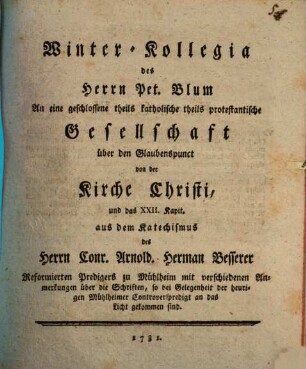 Winter-Kollegia
des
Herrn Pet. Blum
An eine geschlossene theils katholische theils protestantische
Gesellschaft
über den Glaubenspunct
von der
Kirche Christi,
und das XXII. Kapit.
aus dem Katechismus
des
Herrn Conr. Arnold, Herman Besserer
Reformierten Predigers zu Mühlheim mit verschiedenen An-
merkungen über die Schriften, so bei Gelegenheit der heuri-
gen Mühlheimer Controverspredigt an das
Licht gekommen sind.
1781.